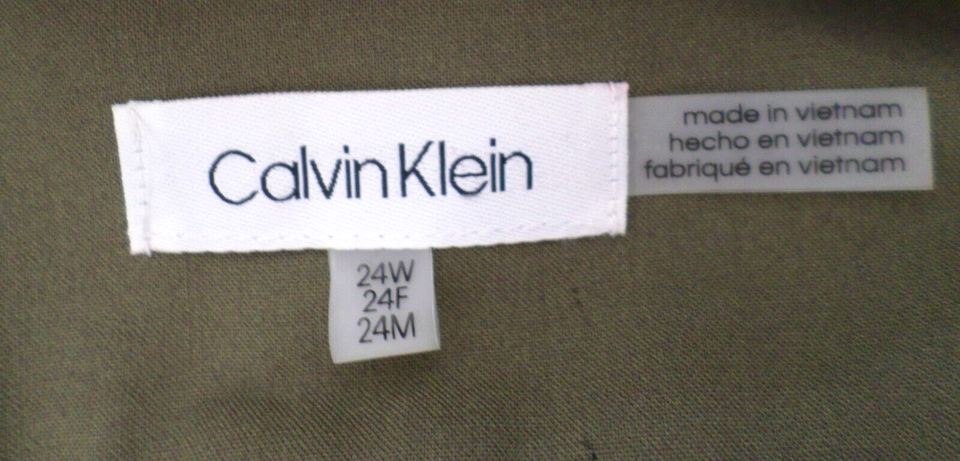 Calvin Klein
made in vietnam
hecho en vietnam
fabriqué en vietnam
24W
24F
24M